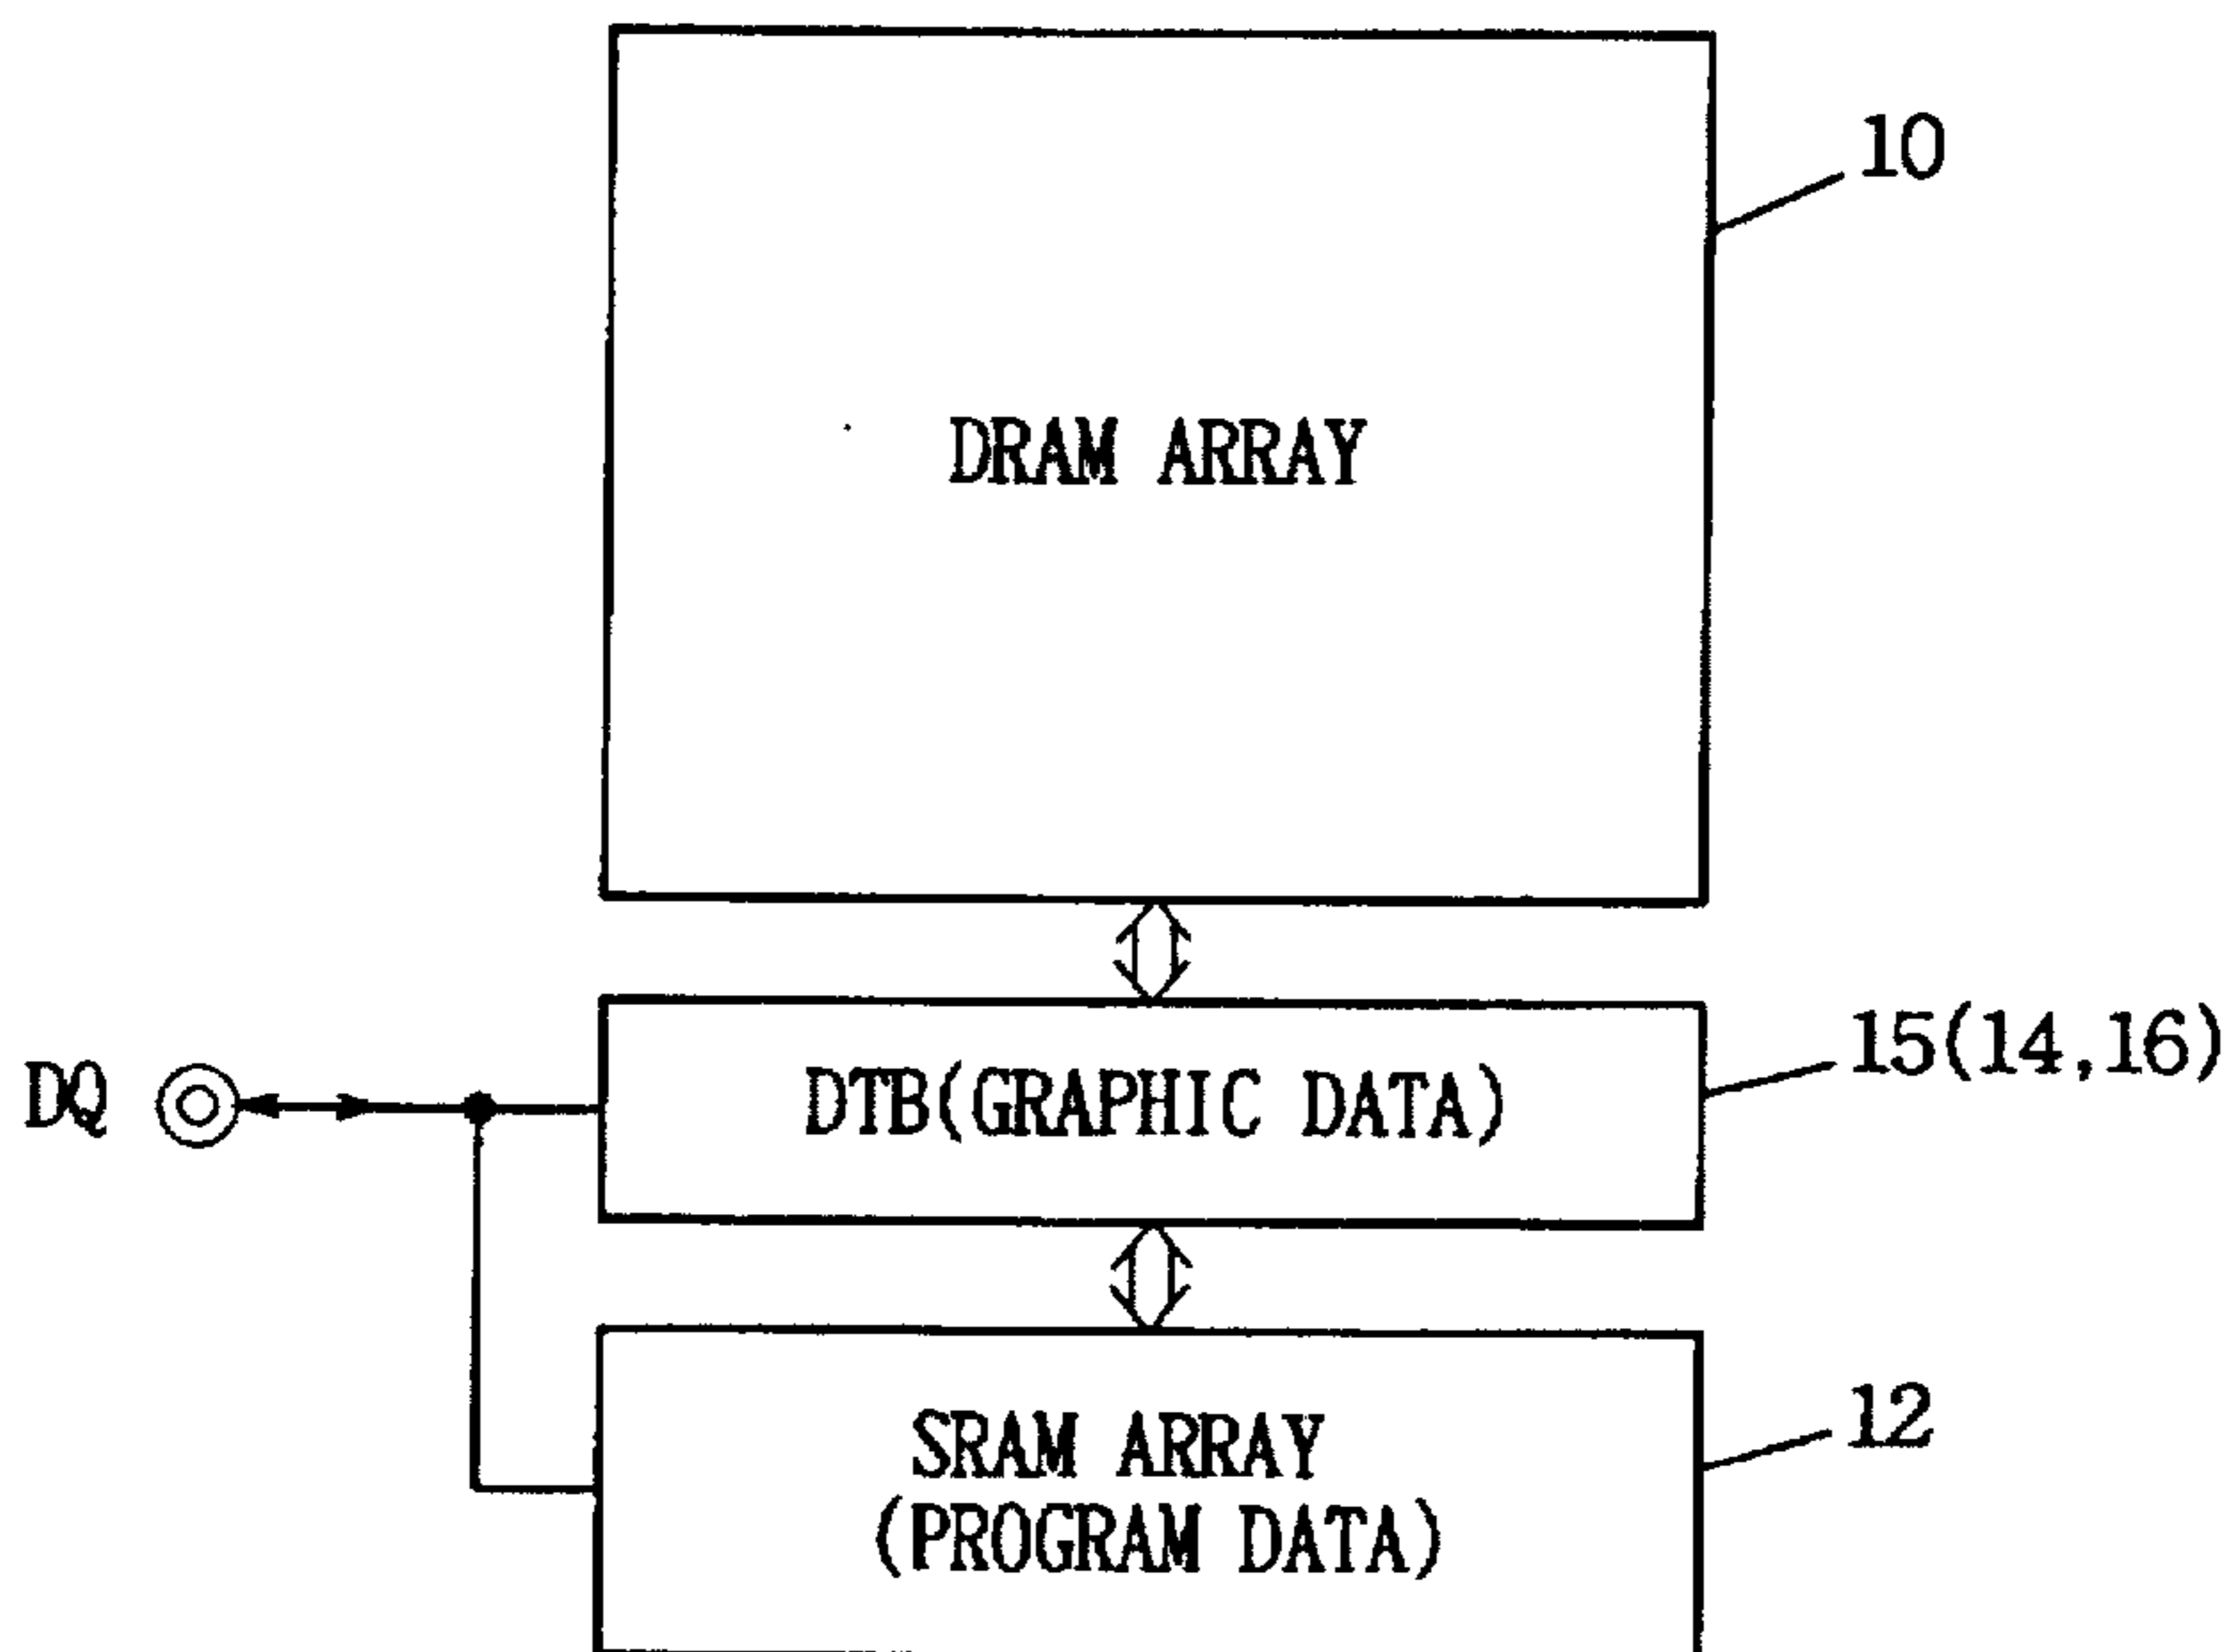 10
DRAM ARRAY
DQ
DTB(GRAPHIC DATA)
15(14,16)
SRAM ARRAY
(PROGRAM DATA)
12